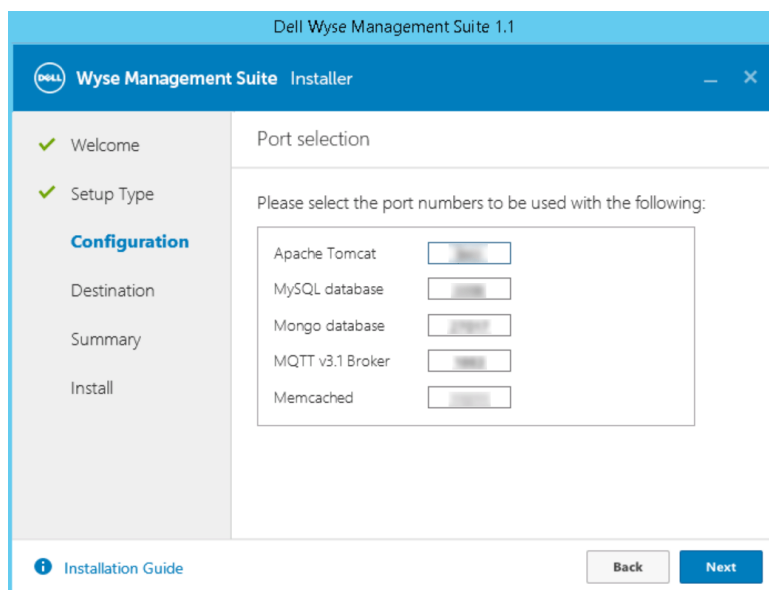 Dell Wyse Management Suite 1.1
DELL Wyse Management Suite Installer
Welcome
Port selection
Setup Type
Please select the port numbers to be used with the following:
Configuration
Apache Tomcat
MySQL database
Destination
Mongo database
Summary
MQTT v3.1 Broker
Install
Memcached
Installation Guide
Back
Next